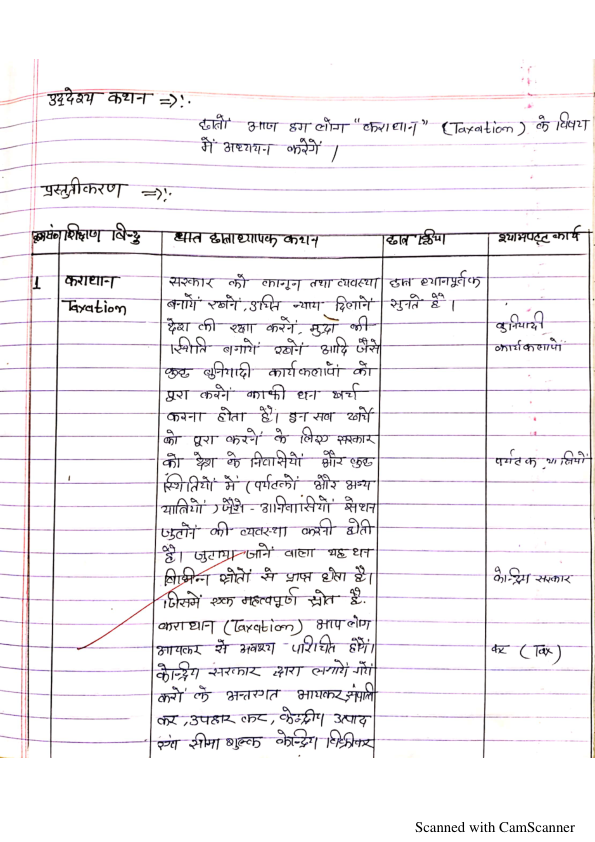 उद्देश्य कथन =>:-
छात्रों आज हम लोग "कराधान" (Taxation) के विषय
में अध्ययन करेंगें /
प्रस्तुतीकरण =>:-
शिक्षण बिन्दु
छात्राध्यापक कथन
छात्र क्रिया
श्यामपट्ट कार्य
1
कराधान
Taxation
सरकार को कानून तथा व्यवस्था
बनायें रखनें, उचित न्याय दिलानें
देश की रक्षा करनें, मुद्रा की
स्थिति बनायें रखनें आदि जैसे
कुछ बुनियादी कार्यकलापों को
पूरा करनें काफी धन खर्च
करना होता है। इन सब खर्चें
को पूरा करनें के लिए सरकार
को देश के निवासियों और कुछ
स्थितियों में (पर्यटकों और अन्य
यात्रियों) जैसे - अनिवासियों से धन
जुटानें की व्यवस्था करनी होती
है। जुटाया जानें वाला यह धन
विभिन्न स्रोतों से प्राप्त होता है।
जिसमें एक महत्वपूर्ण स्रोत है.
कराधान (Taxation) आप लोग
आयकर से अवश्य परिचित होंगें।
केन्द्रीय सरकार द्वारा लगायें गयें
करों के अन्तरगत आयकर, संपत्ति
कर, उपहार कर, केन्द्रीय उत्पाद
एवं सीमा शुल्क केन्द्रिय बिक्रीकर
छात्र ध्यानपूर्वक
सुनते है।
बुनियादी
कार्यकलापों
पर्यटक, यात्रियों
केन्द्रिय सरकार
कर (Tax)
Scanned with CamScanner